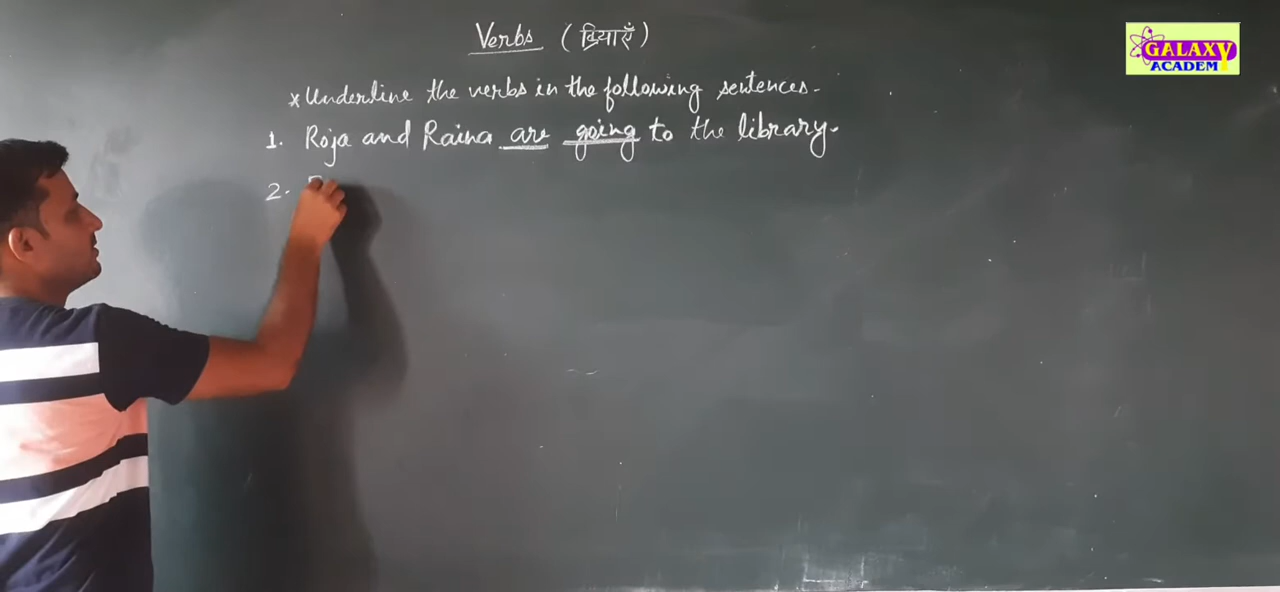 Verbs (क्रियाएँ)
GALAXY
ACADEMY
*Underline the verbs in the following sentences.
1. Roja and Raina are going to the library.
2.